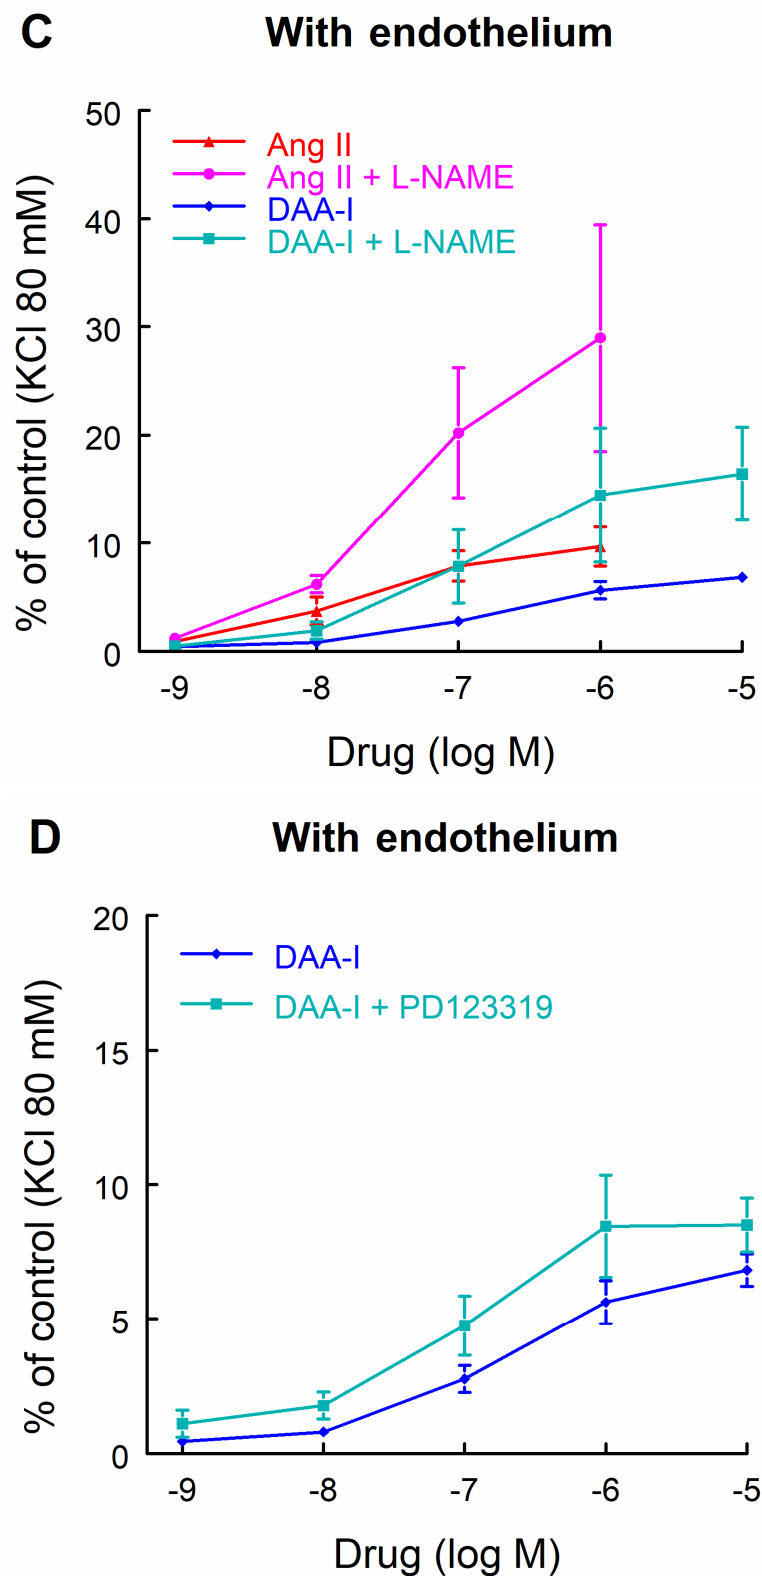 C With endothelium
50
40
30
20
10
0
% of control (KCl 80 mM)
Ang II
Ang II + L-NAME
DAA-I
DAA-I + L-NAME
-9 -8 -7 -6 -5
Drug (log M)
D With endothelium
20
15
10
5
0
% of control (KCl 80 mM)
DAA-I
DAA-I + PD123319
-9 -8 -7 -6 -5
Drug (log M)